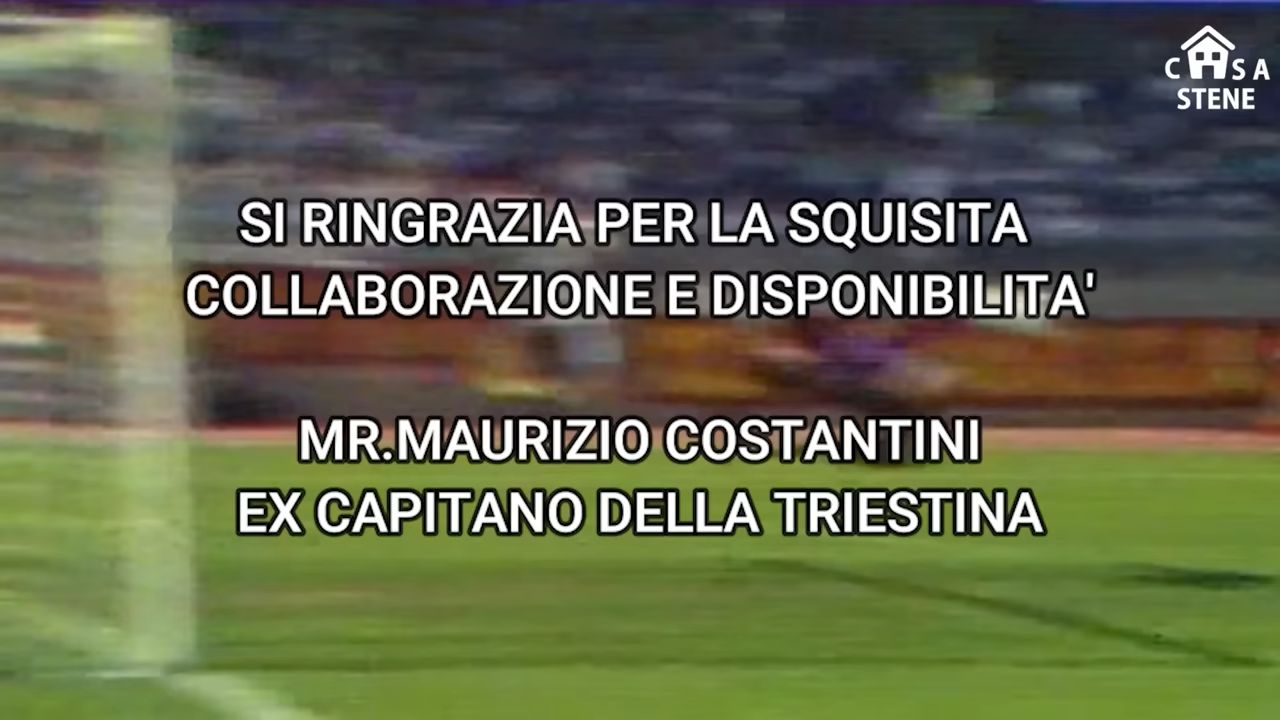 CASA
STENE
SI RINGRAZIA PER LA SQUISITA
COLLABORAZIONE E DISPONIBILITA'
MR.MAURIZIO COSTANTINI
EX CAPITANO DELLA TRIESTINA